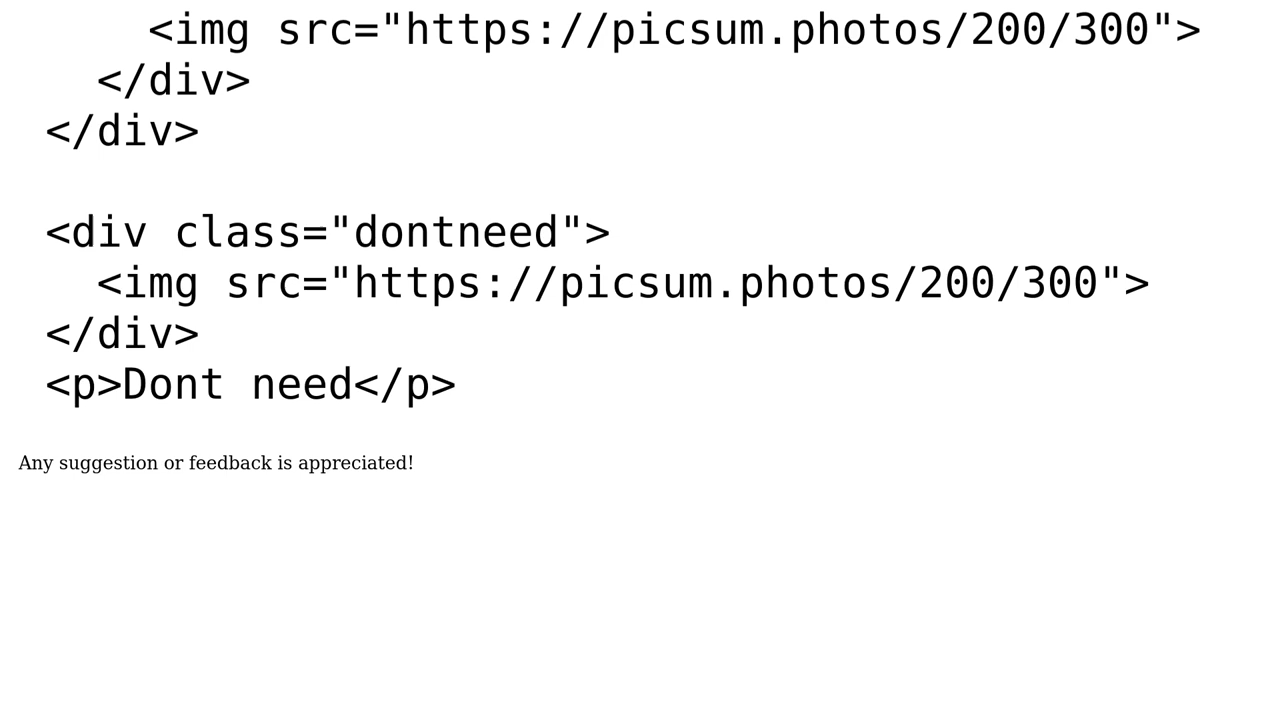 <img src="https://picsum.photos/200/300">
</div>
</div>
<div class="dontneed">
<img src="https://picsum.photos/200/300">
</div>
<p>Dont need</p>
Any suggestion or feedback is appreciated!